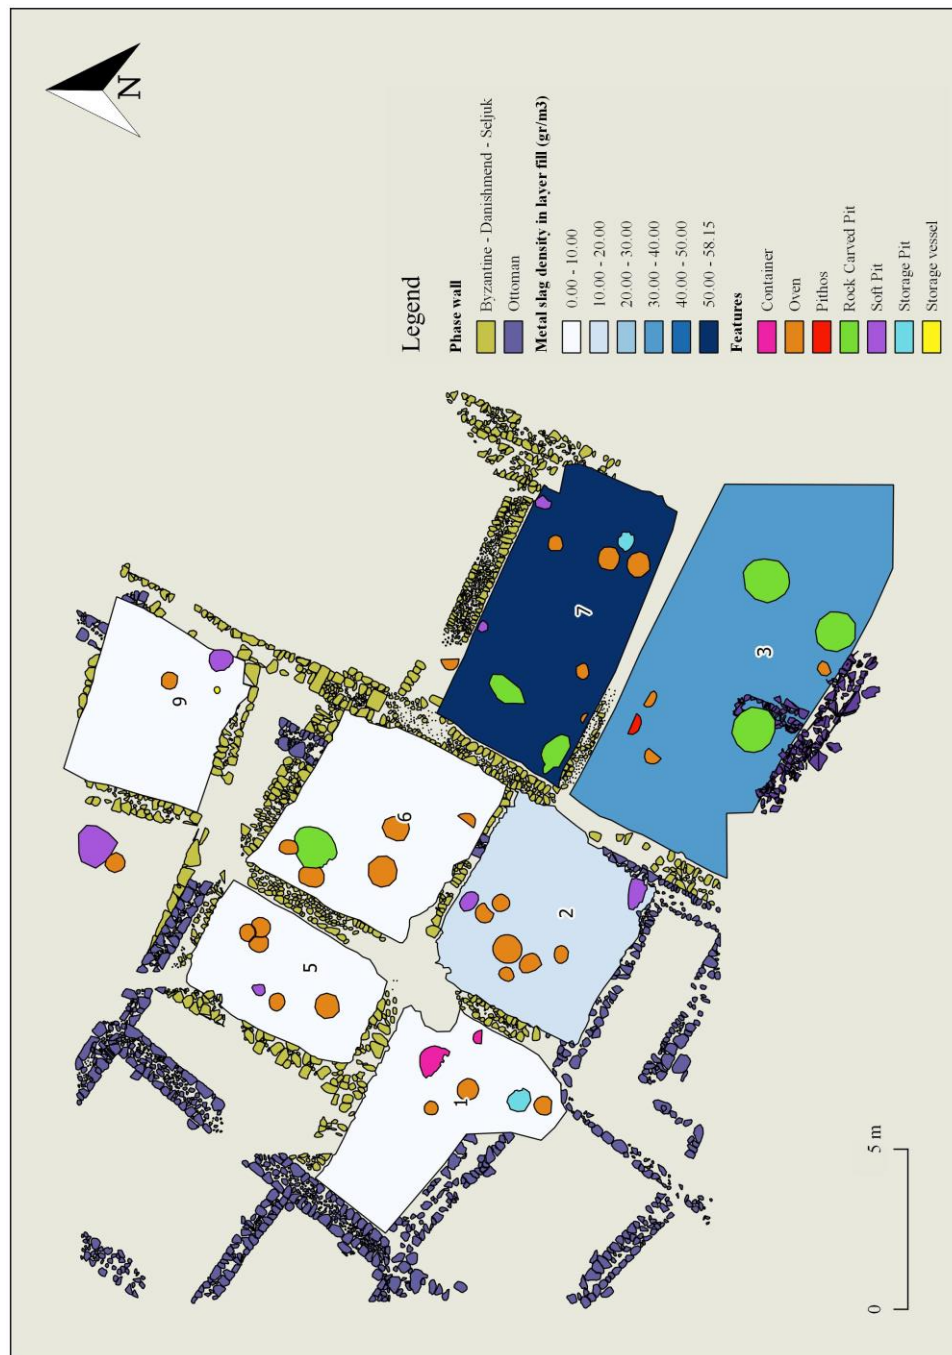 N
9
5
6
1
2
7
3
0 5 m
Legend
Phase wall
Byzantine - Danishmend - Seljuk
Ottoman
Metal slag density in layer fill (gr/m3)
0.00 - 10.00
10.00 - 20.00
20.00 - 30.00
30.00 - 40.00
40.00 - 50.00
50.00 - 58.15
Features
Container
Oven
Pithos
Rock Carved Pit
Soft Pit
Storage Pit
Storage vessel